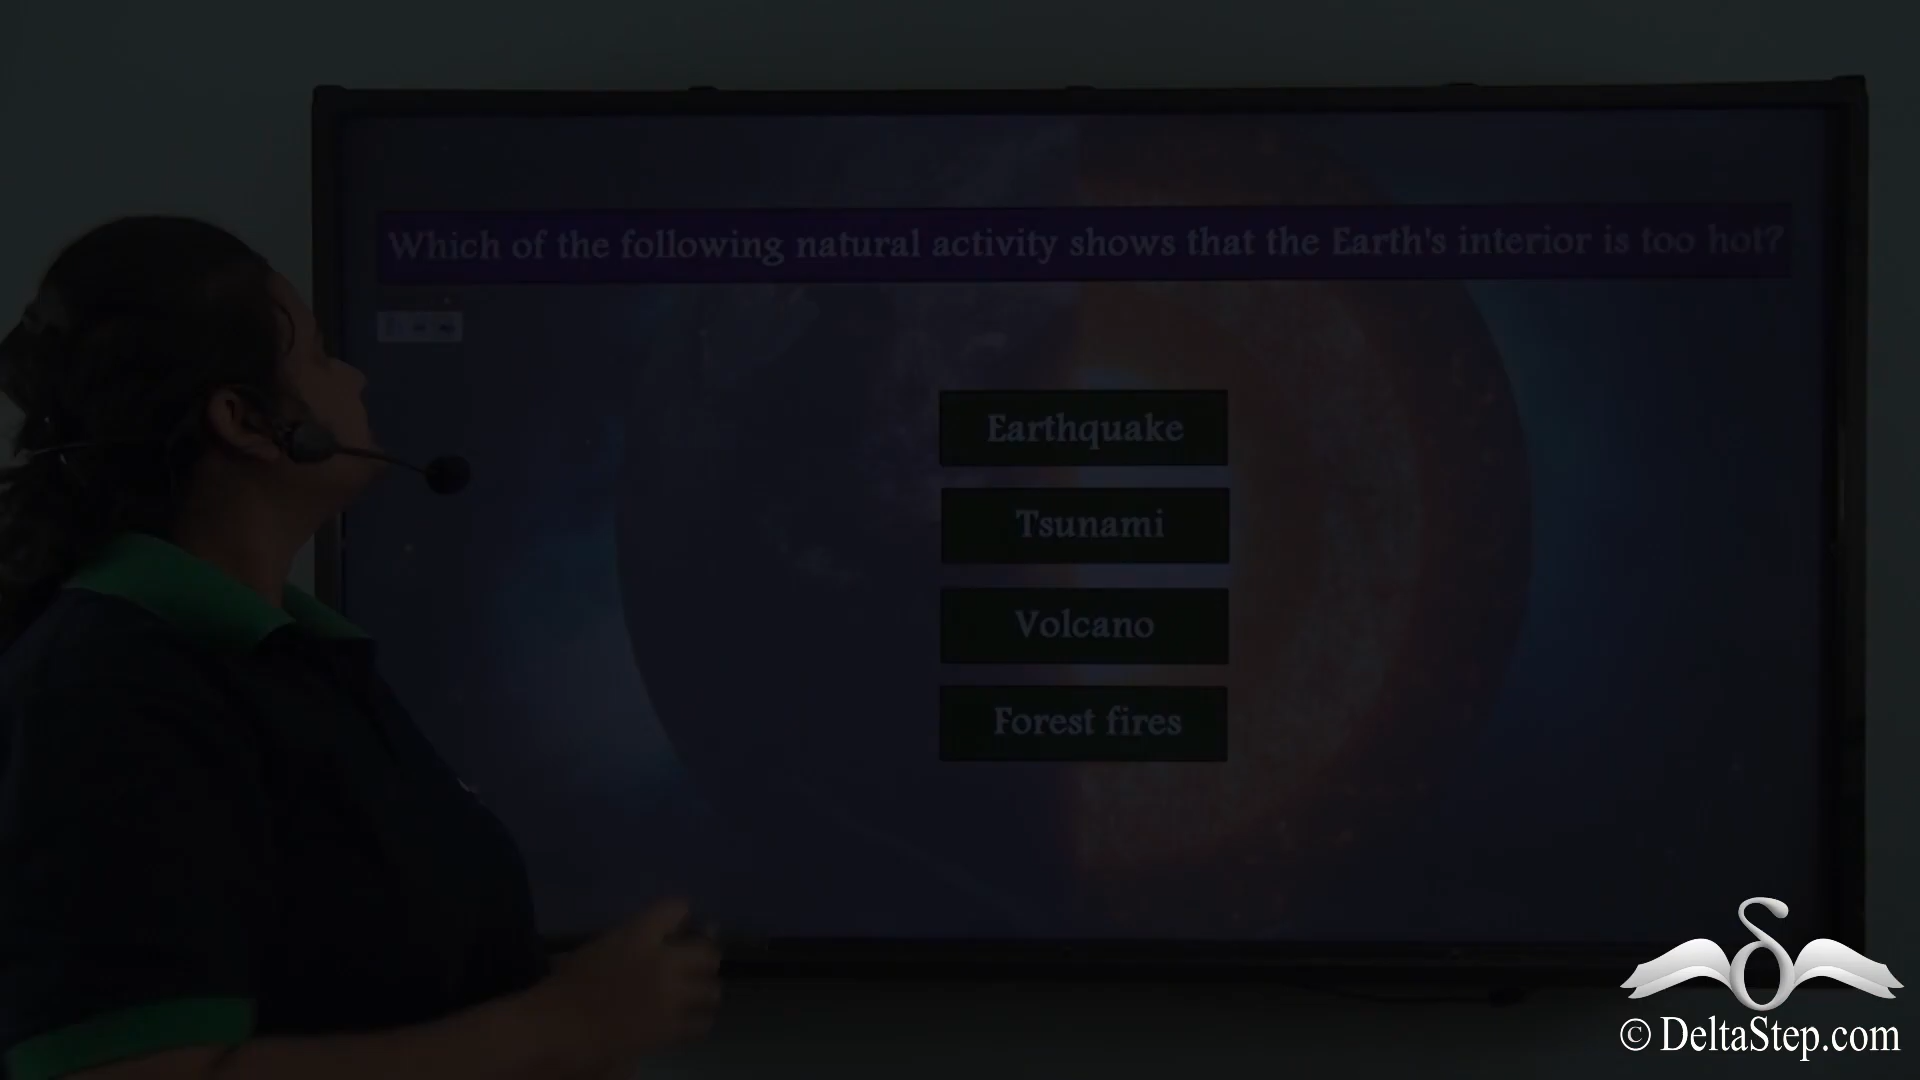 Which of the following natural activity shows that the Earth's interior is too hot?
Earthquake
Tsunami
Volcano
Forest fires
© DeltaStep.com